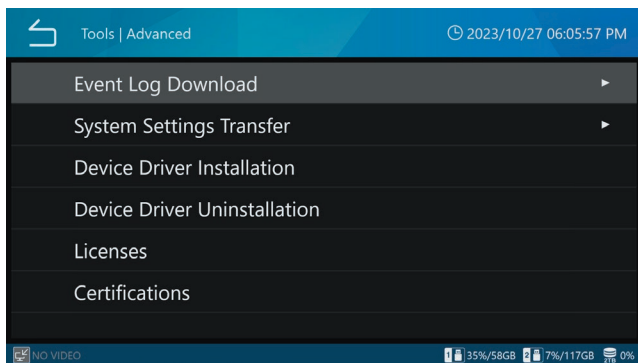 Tools | Advanced
2023/10/27 06:05:57 PM
Event Log Download
System Settings Transfer
Device Driver Installation
Device Driver Uninstallation
Licenses
Certifications
NO VIDEO
1 35%/58GB 2 7%/117GB 2TB 0%